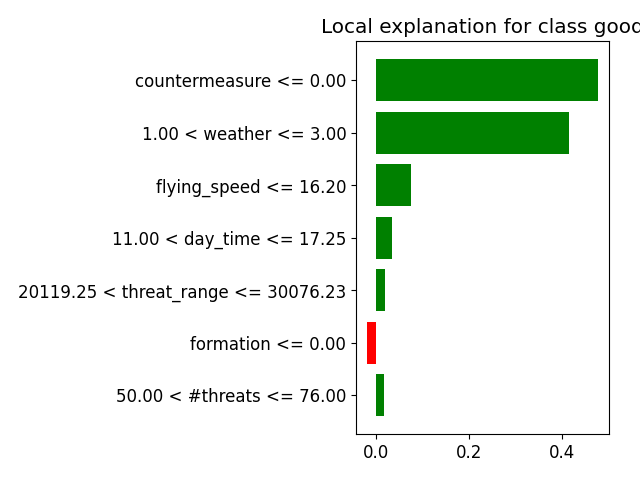 Local explanation for class good
countermeasure <= 0.00
1.00 < weather <= 3.00
flying_speed <= 16.20
11.00 < day_time <= 17.25
20119.25 < threat_range <= 30076.23
formation <= 0.00
50.00 < #threats <= 76.00
0.0 0.2 0.4